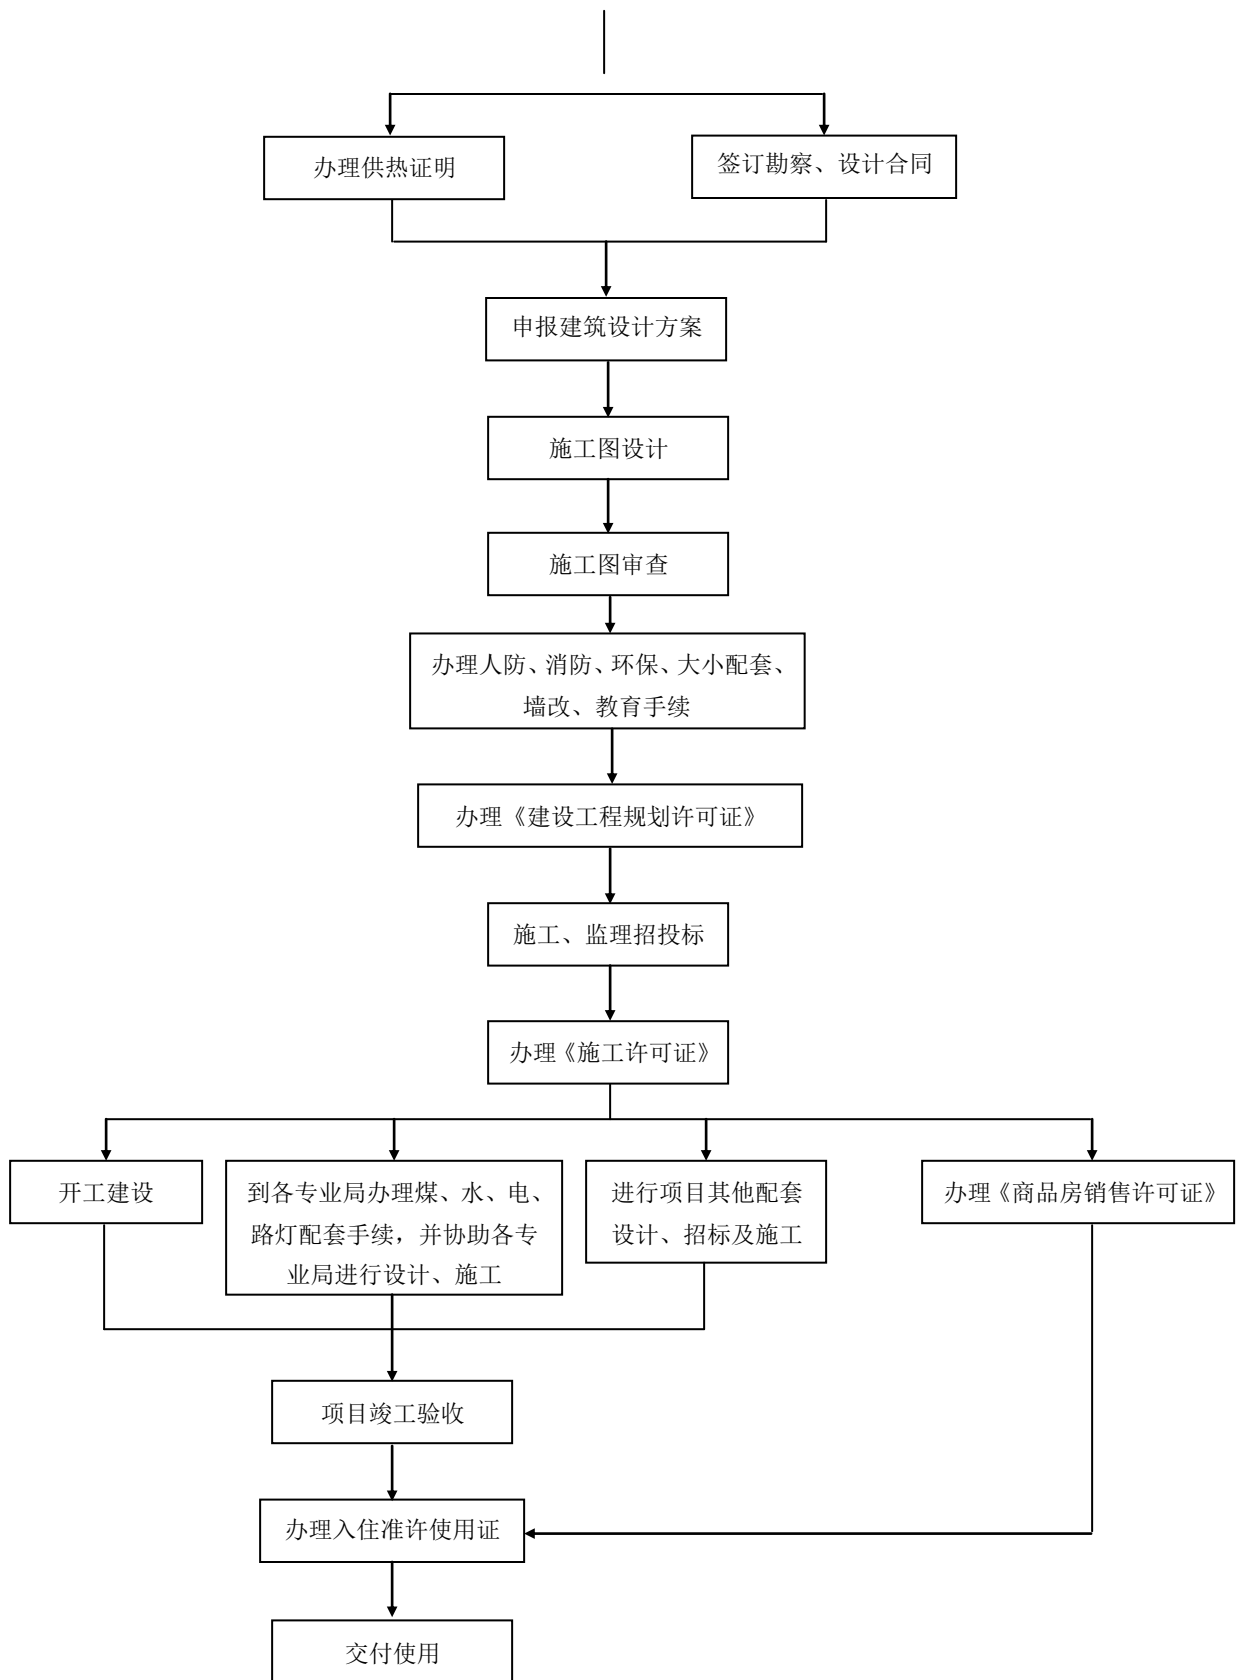 办理供热证明
签订勘察、设计合同
申报建筑设计方案
施工图设计
施工图审查
办理人防、消防、环保、大小配套、
墙改、教育手续
办理《建设工程规划许可证》
施工、监理招投标
办理《施工许可证》
开工建设
到各专业局办理煤、水、电、
路灯配套手续，并协助各专
业局进行设计、施工
进行项目其他配套
设计、招标及施工
办理《商品房销售许可证》
项目竣工验收
办理入住准许使用证
交付使用